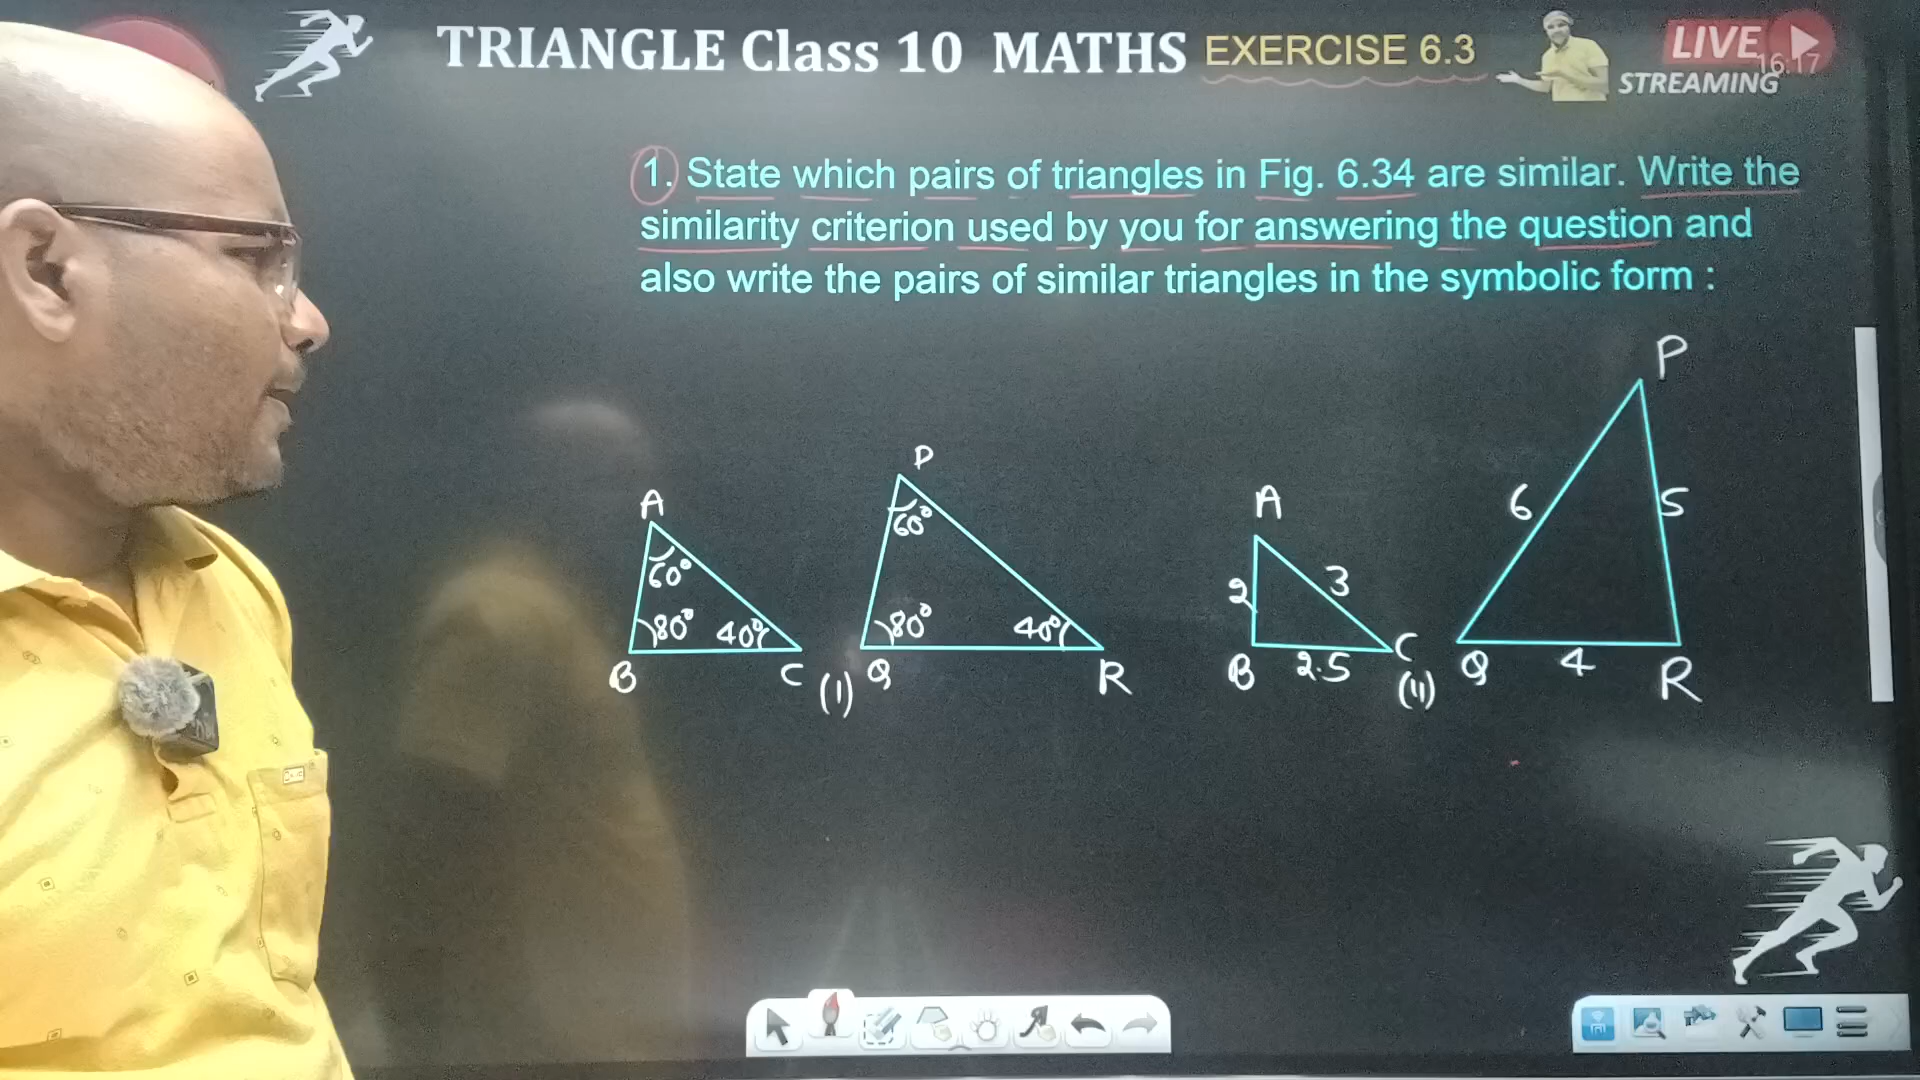 TRIANGLE Class 10 MATHS EXERCISE 6.3
LIVE
16:17
STREAMING
1. State which pairs of triangles in Fig. 6.34 are similar. Write the
similarity criterion used by you for answering the question and
also write the pairs of similar triangles in the symbolic form :
A
60°
80°
40°
B
C
(I)
P
60°
80°
40°
Q
R
A
2
3
B
2.5
C
(II)
P
6
5
Q
4
R